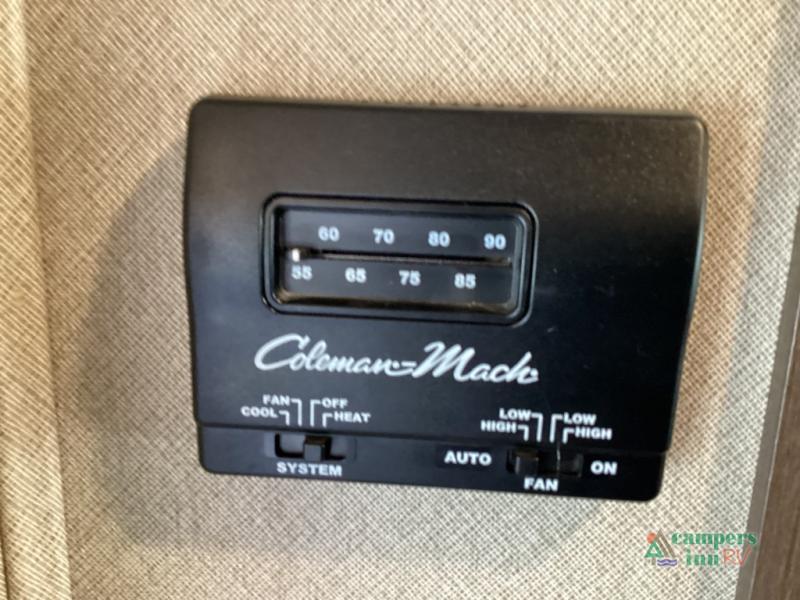 60 70 80 90
55 65 75 85
Coleman-Mach
FAN OFF
COOL HEAT
SYSTEM
LOW LOW
HIGH HIGH
AUTO ON
FAN
campers
inn RV